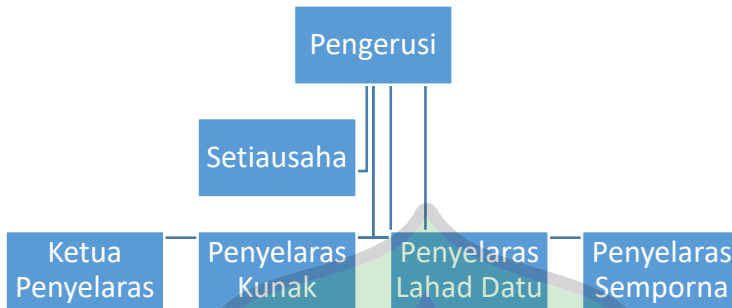 Pengerusi
Setiausaha
Ketua
Penyelaras
Penyelaras
Kunak
Penyelaras
Lahad Datu
Penyelaras
Semporna